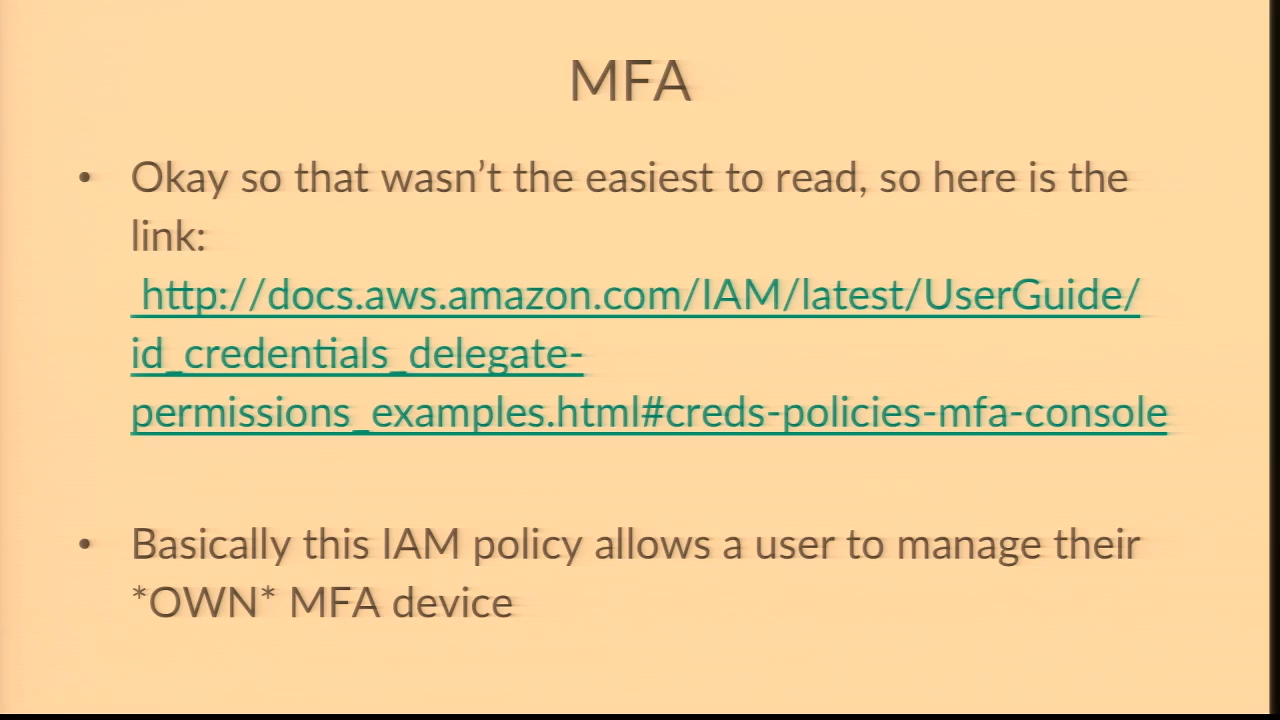 MFA
• Okay so that wasn’t the easiest to read, so here is the
link:
http://docs.aws.amazon.com/IAM/latest/UserGuide/
id_credentials_delegate-
permissions_examples.html#creds-policies-mfa-console
• Basically this IAM policy allows a user to manage their
*OWN* MFA device